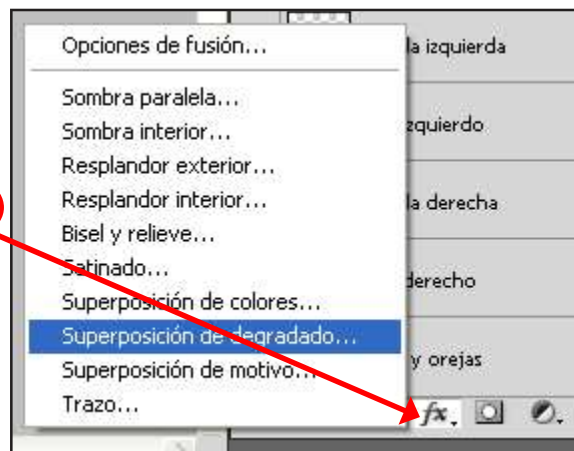 Opciones de fusión...
la izquierda
Sombra paralela...
Sombra interior...
zquierdo
Resplandor exterior...
Resplandor interior...
la derecha
Bisel y relieve...
Satinado...
derecho
Superposición de colores...
Superposición de degradado...
y orejas
Superposición de motivo...
Trazo...
fx.